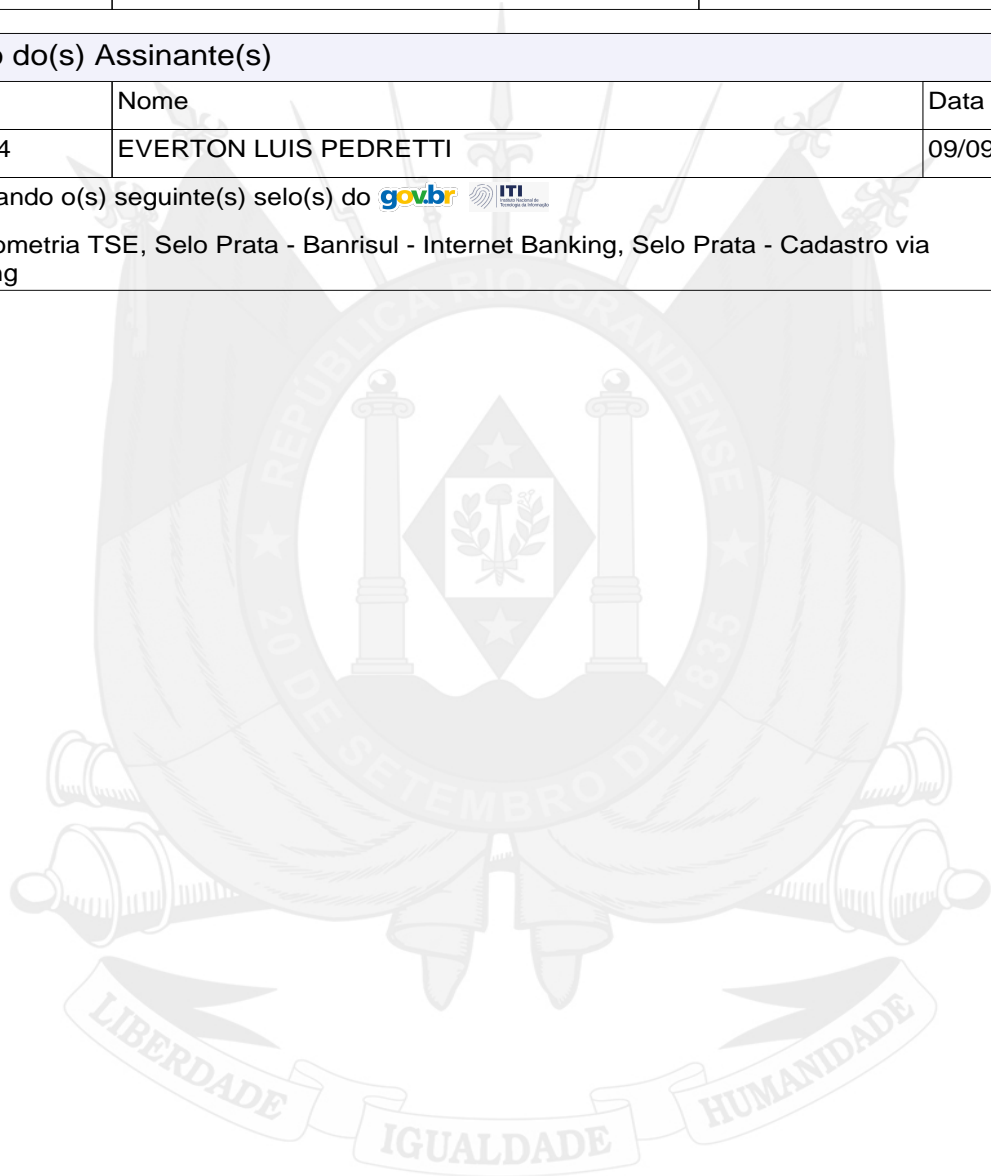 o do(s) Assinante(s)
Nome Data
4 EVERTON LUIS PEDRETTI 09/09
ando o(s) seguinte(s) selo(s) do gov.br ITI
ometria TSE, Selo Prata - Banrisul - Internet Banking, Selo Prata - Cadastro via
g
REPÚBLICA RIO-GRANDENSE
20 DE SETEMBRO DE 1835
LIBERDADE IGUALDADE HUMANIDADE